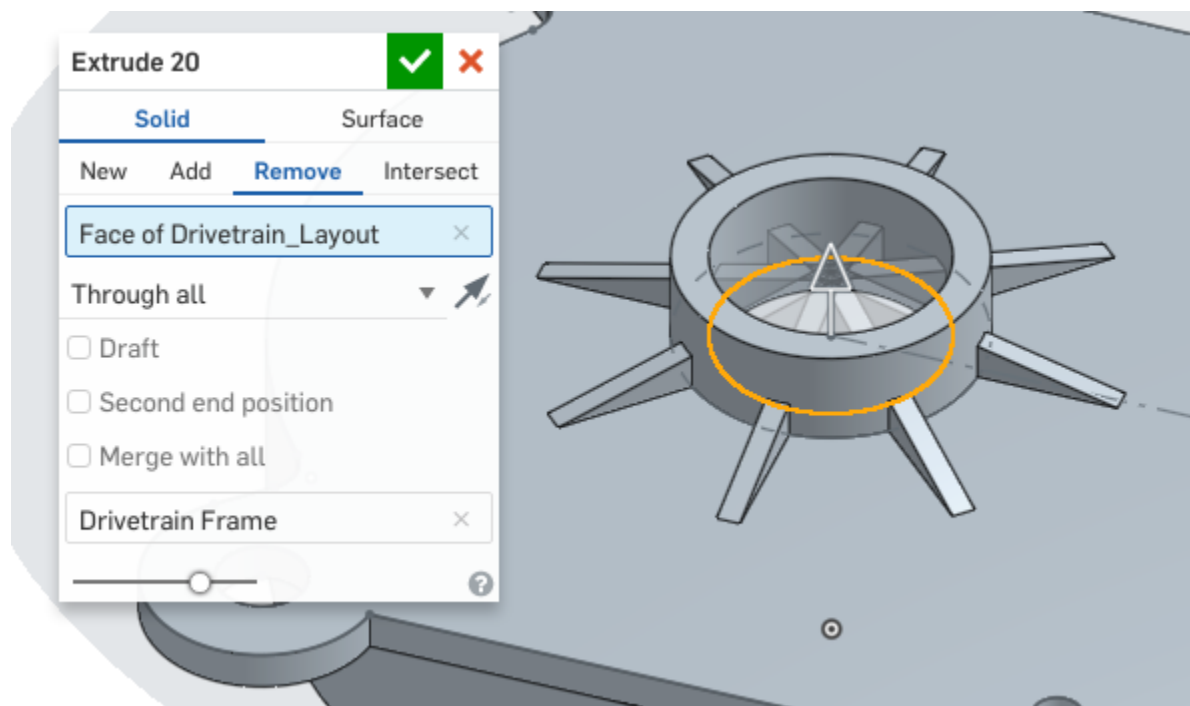 Extrude 20
Solid Surface
New Add Remove Intersect
Face of Drivetrain_Layout
Through all
Draft
Second end position
Merge with all
Drivetrain Frame